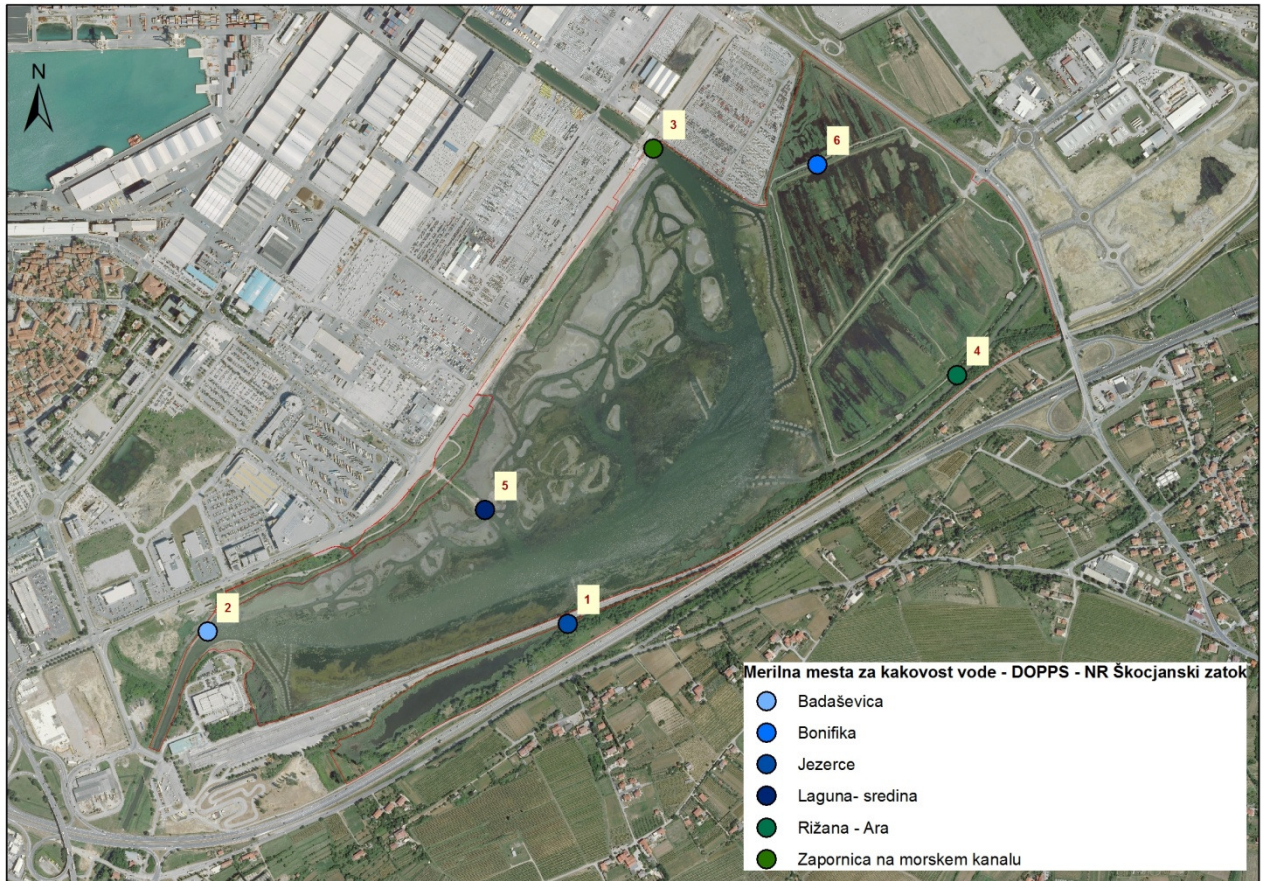 N
3
6
4
5
1
2
Merilna mesta za kakovost vode - DOPPS - NR Škocjanski zatok
Badaševica
Bonifika
Jezerce
Laguna- sredina
Rižana - Ara
Zapornica na morskem kanalu